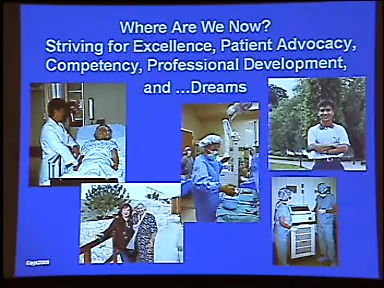 Where Are We Now?
Striving for Excellence, Patient Advocacy,
Competency, Professional Development,
and ...Dreams